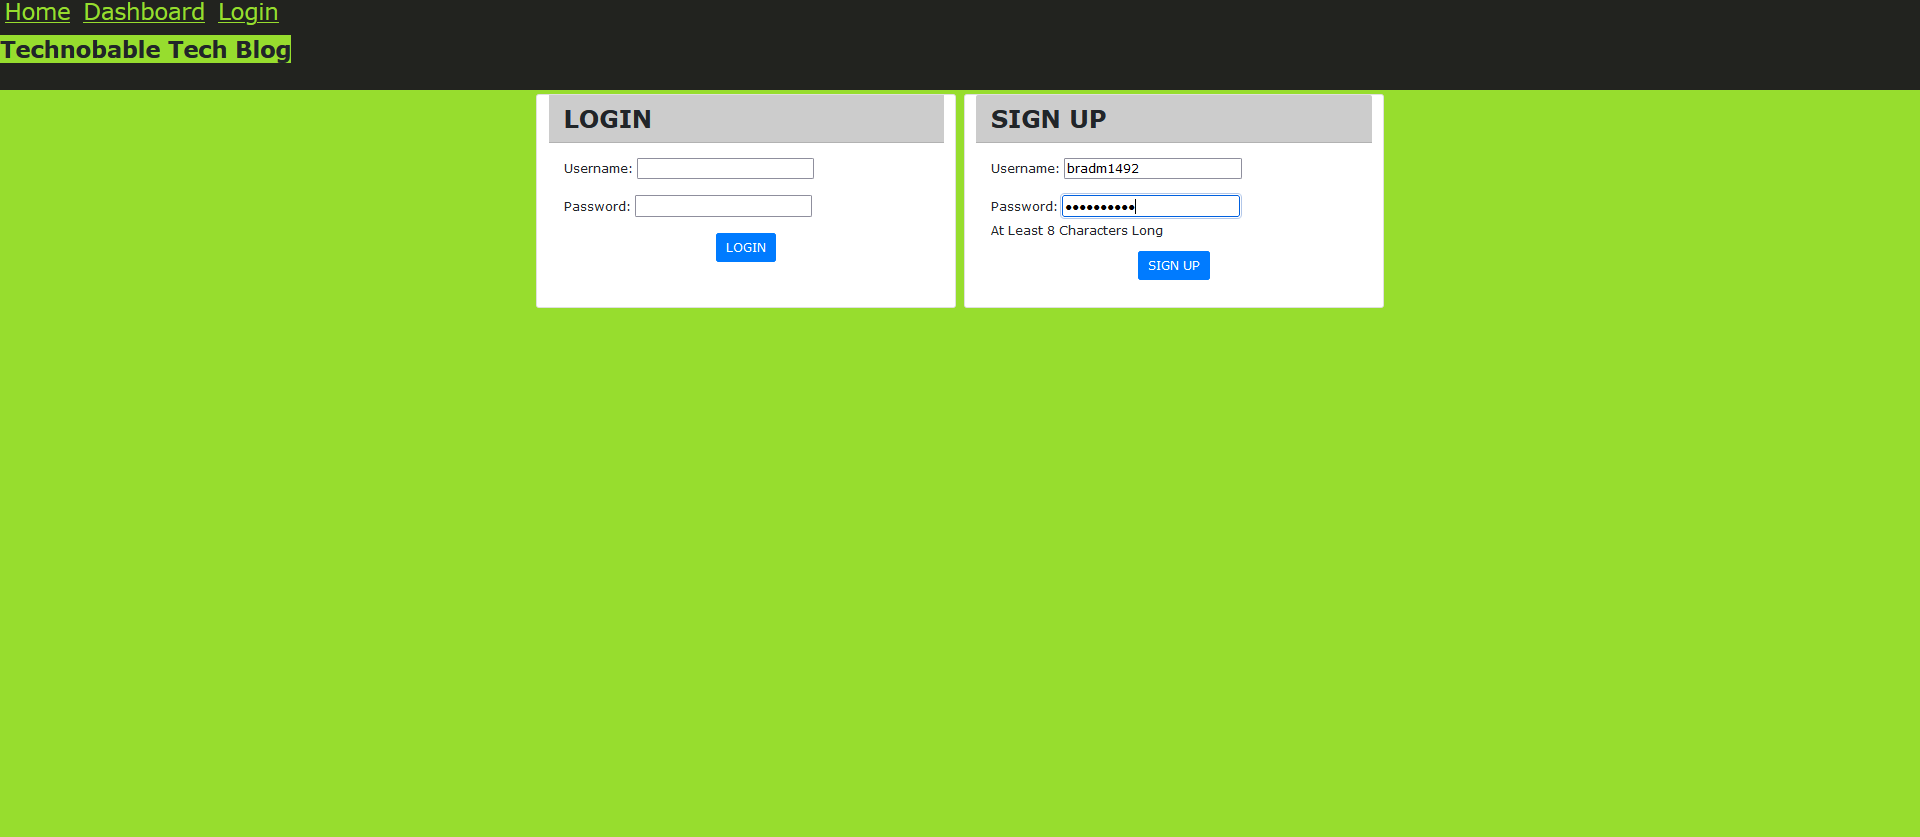 Home Dashboard Login
Technobable Tech Blog
LOGIN
Username:
Password:
LOGIN
SIGN UP
Username: bradm1492
Password: ••••••••••
At Least 8 Characters Long
SIGN UP